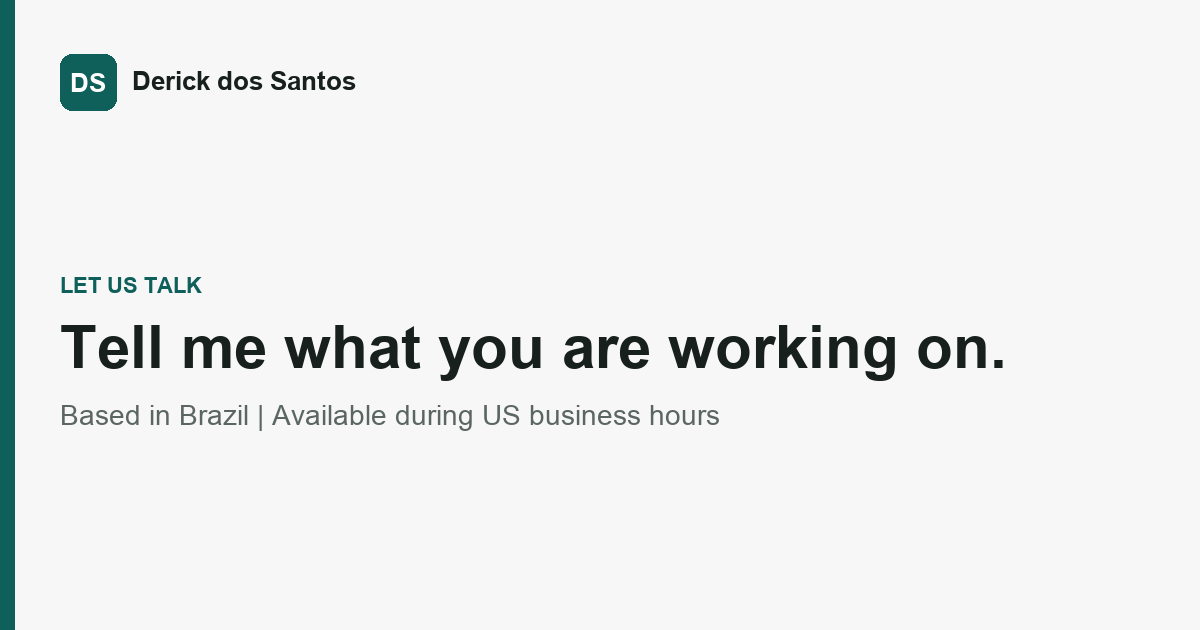 DS
Derick dos Santos
LET US TALK
Tell me what you are working on.
Based in Brazil | Available during US business hours